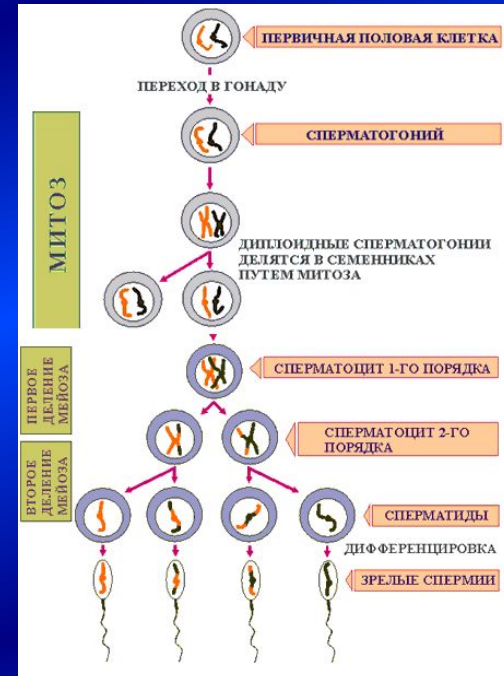 ПЕРВИЧНАЯ ПОЛОВАЯ КЛЕТКА
ПЕРЕХОД В ГОНАДУ
СПЕРМАТОГОНИЙ
МИТОЗ
ДИПЛОИДНЫЕ СПЕРМАТОГОНИИ
ДЕЛЯТСЯ В СЕМЕННИКАХ
ПУТЕМ МИТОЗА
ПЕРВОЕ
ДЕЛЕНИЕ
МЕЙОЗА
СПЕРМАТОЦИТ 1-ГО ПОРЯДКА
СПЕРМАТОЦИТ 2-ГО
ПОРЯДКА
ВТОРОЕ
ДЕЛЕНИЕ
МЕЙОЗА
СПЕРМАТИДЫ
ДИФФЕРЕНЦИРОВКА
ЗРЕЛЫЕ СПЕРМИИ